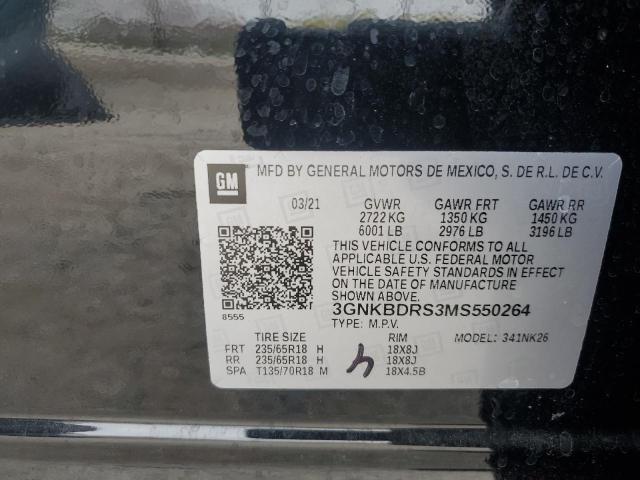 GM MFD BY GENERAL MOTORS DE MEXICO, S. DE R.L. DE C.V.
03/21 GVWR GAWR FRT GAWR RR
2722 KG 1350 KG 1450 KG
6001 LB 2976 LB 3196 LB
THIS VEHICLE CONFORMS TO ALL
APPLICABLE U.S. FEDERAL MOTOR
VEHICLE SAFETY STANDARDS IN EFFECT
ON THE DATE OF MANUFACTURE
SHOWN ABOVE.
8555 3GNKBDRS3MS550264
TYPE: M.P.V.
TIRE SIZE RIM MODEL: 341NK26
FRT 235/65R18 H 18X8J
RR 235/65R18 H 18X8J
SPA T135/70R18 M 18X4.5B